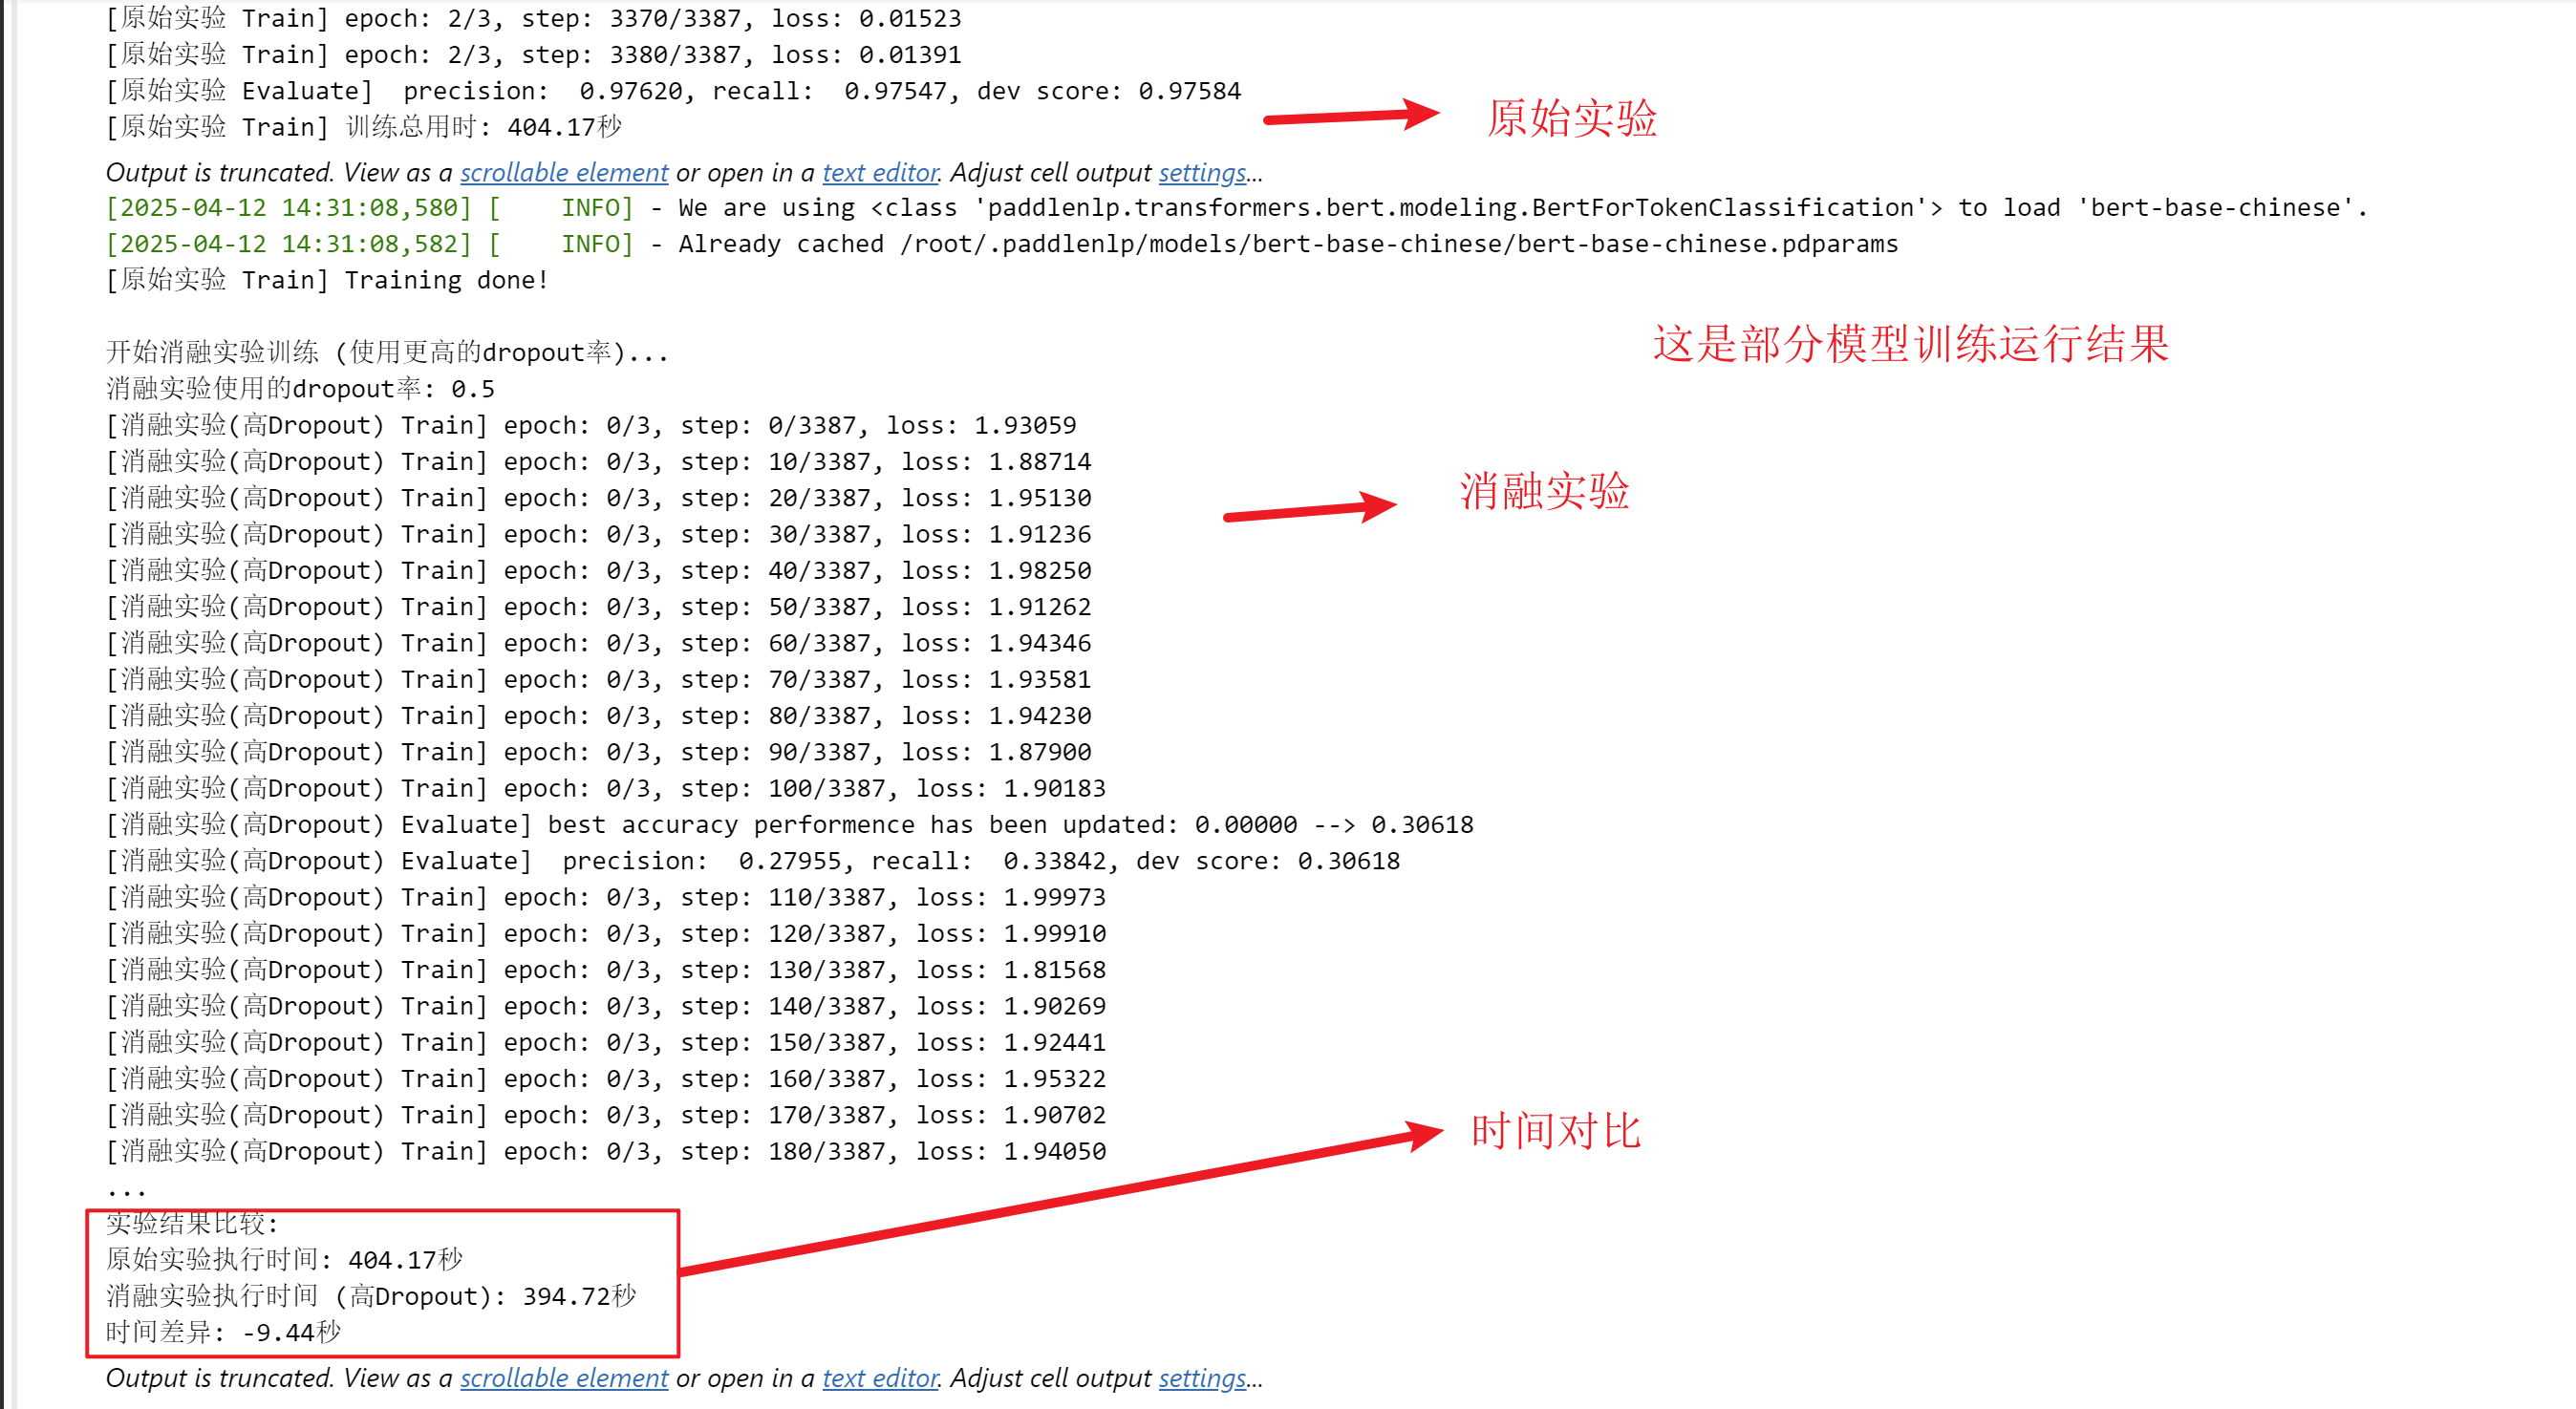 [原始实验 Train] epoch: 2/3, step: 3370/3387, loss: 0.01523
[原始实验 Train] epoch: 2/3, step: 3380/3387, loss: 0.01391
[原始实验 Evaluate]  precision:  0.97620, recall:  0.97547, dev score: 0.97584
[原始实验 Train] 训练总用时: 404.17秒
原始实验
Output is truncated. View as a scrollable element or open in a text editor. Adjust cell output settings...
[2025-04-12 14:31:08,580] [    INFO] - We are using <class 'paddlenlp.transformers.bert.modeling.BertForTokenClassification'> to load 'bert-base-chinese'.
[2025-04-12 14:31:08,582] [    INFO] - Already cached /root/.paddlenlp/models/bert-base-chinese/bert-base-chinese.pdparams
[原始实验 Train] Training done!
这是部分模型训练运行结果
开始消融实验训练 (使用更高的dropout率)...
消融实验使用的dropout率: 0.5
[消融实验(高Dropout) Train] epoch: 0/3, step: 0/3387, loss: 1.93059
[消融实验(高Dropout) Train] epoch: 0/3, step: 10/3387, loss: 1.88714
[消融实验(高Dropout) Train] epoch: 0/3, step: 20/3387, loss: 1.95130
消融实验
[消融实验(高Dropout) Train] epoch: 0/3, step: 30/3387, loss: 1.91236
[消融实验(高Dropout) Train] epoch: 0/3, step: 40/3387, loss: 1.98250
[消融实验(高Dropout) Train] epoch: 0/3, step: 50/3387, loss: 1.91262
[消融实验(高Dropout) Train] epoch: 0/3, step: 60/3387, loss: 1.94346
[消融实验(高Dropout) Train] epoch: 0/3, step: 70/3387, loss: 1.93581
[消融实验(高Dropout) Train] epoch: 0/3, step: 80/3387, loss: 1.94230
[消融实验(高Dropout) Train] epoch: 0/3, step: 90/3387, loss: 1.87900
[消融实验(高Dropout) Train] epoch: 0/3, step: 100/3387, loss: 1.90183
[消融实验(高Dropout) Evaluate] best accuracy performence has been updated: 0.00000 --> 0.30618
[消融实验(高Dropout) Evaluate]  precision:  0.27955, recall:  0.33842, dev score: 0.30618
[消融实验(高Dropout) Train] epoch: 0/3, step: 110/3387, loss: 1.99973
[消融实验(高Dropout) Train] epoch: 0/3, step: 120/3387, loss: 1.99910
[消融实验(高Dropout) Train] epoch: 0/3, step: 130/3387, loss: 1.81568
[消融实验(高Dropout) Train] epoch: 0/3, step: 140/3387, loss: 1.90269
[消融实验(高Dropout) Train] epoch: 0/3, step: 150/3387, loss: 1.92441
[消融实验(高Dropout) Train] epoch: 0/3, step: 160/3387, loss: 1.95322
[消融实验(高Dropout) Train] epoch: 0/3, step: 170/3387, loss: 1.90702
时间对比
[消融实验(高Dropout) Train] epoch: 0/3, step: 180/3387, loss: 1.94050
...
实验结果比较:
原始实验执行时间: 404.17秒
消融实验执行时间 (高Dropout): 394.72秒
时间差异: -9.44秒
Output is truncated. View as a scrollable element or open in a text editor. Adjust cell output settings...